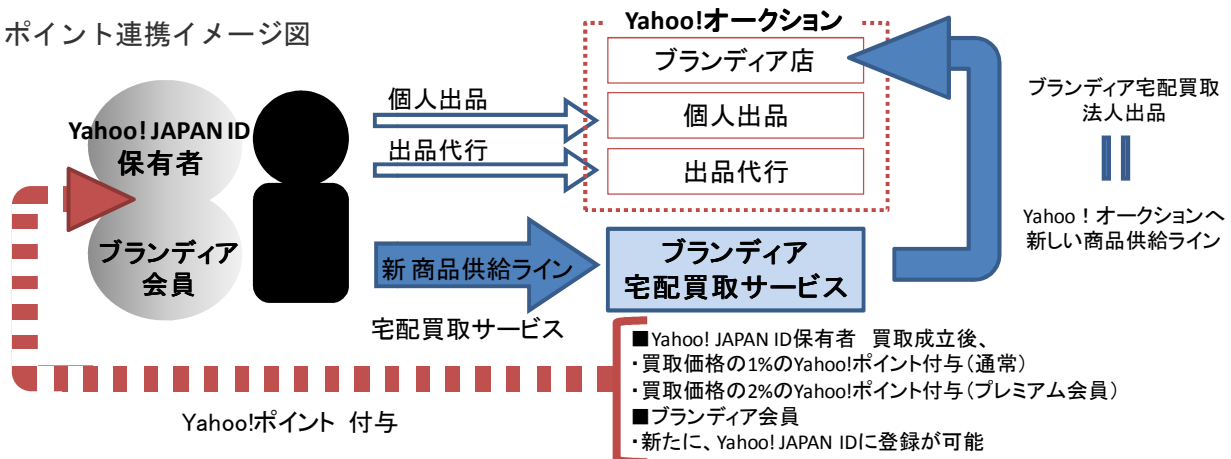 ポイント連携イメージ図
Yahoo!オークション
ブランディア店
個人出品
出品代行
Yahoo! JAPAN ID
保有者
ブランディア
会員
個人出品
出品代行
新 商品供給ライン
宅配買取サービス
ブランディア
宅配買取サービス
ブランディア宅配買取
法人出品
Yahoo！オークションへ
新しい商品供給ライン
■Yahoo! JAPAN ID保有者　買取成立後、
・買取価格の1%のYahoo!ポイント付与（通常）
・買取価格の2%のYahoo!ポイント付与（プレミアム会員）
■ブランディア会員
・新たに、Yahoo! JAPAN IDに登録が可能
Yahoo!ポイント 付与